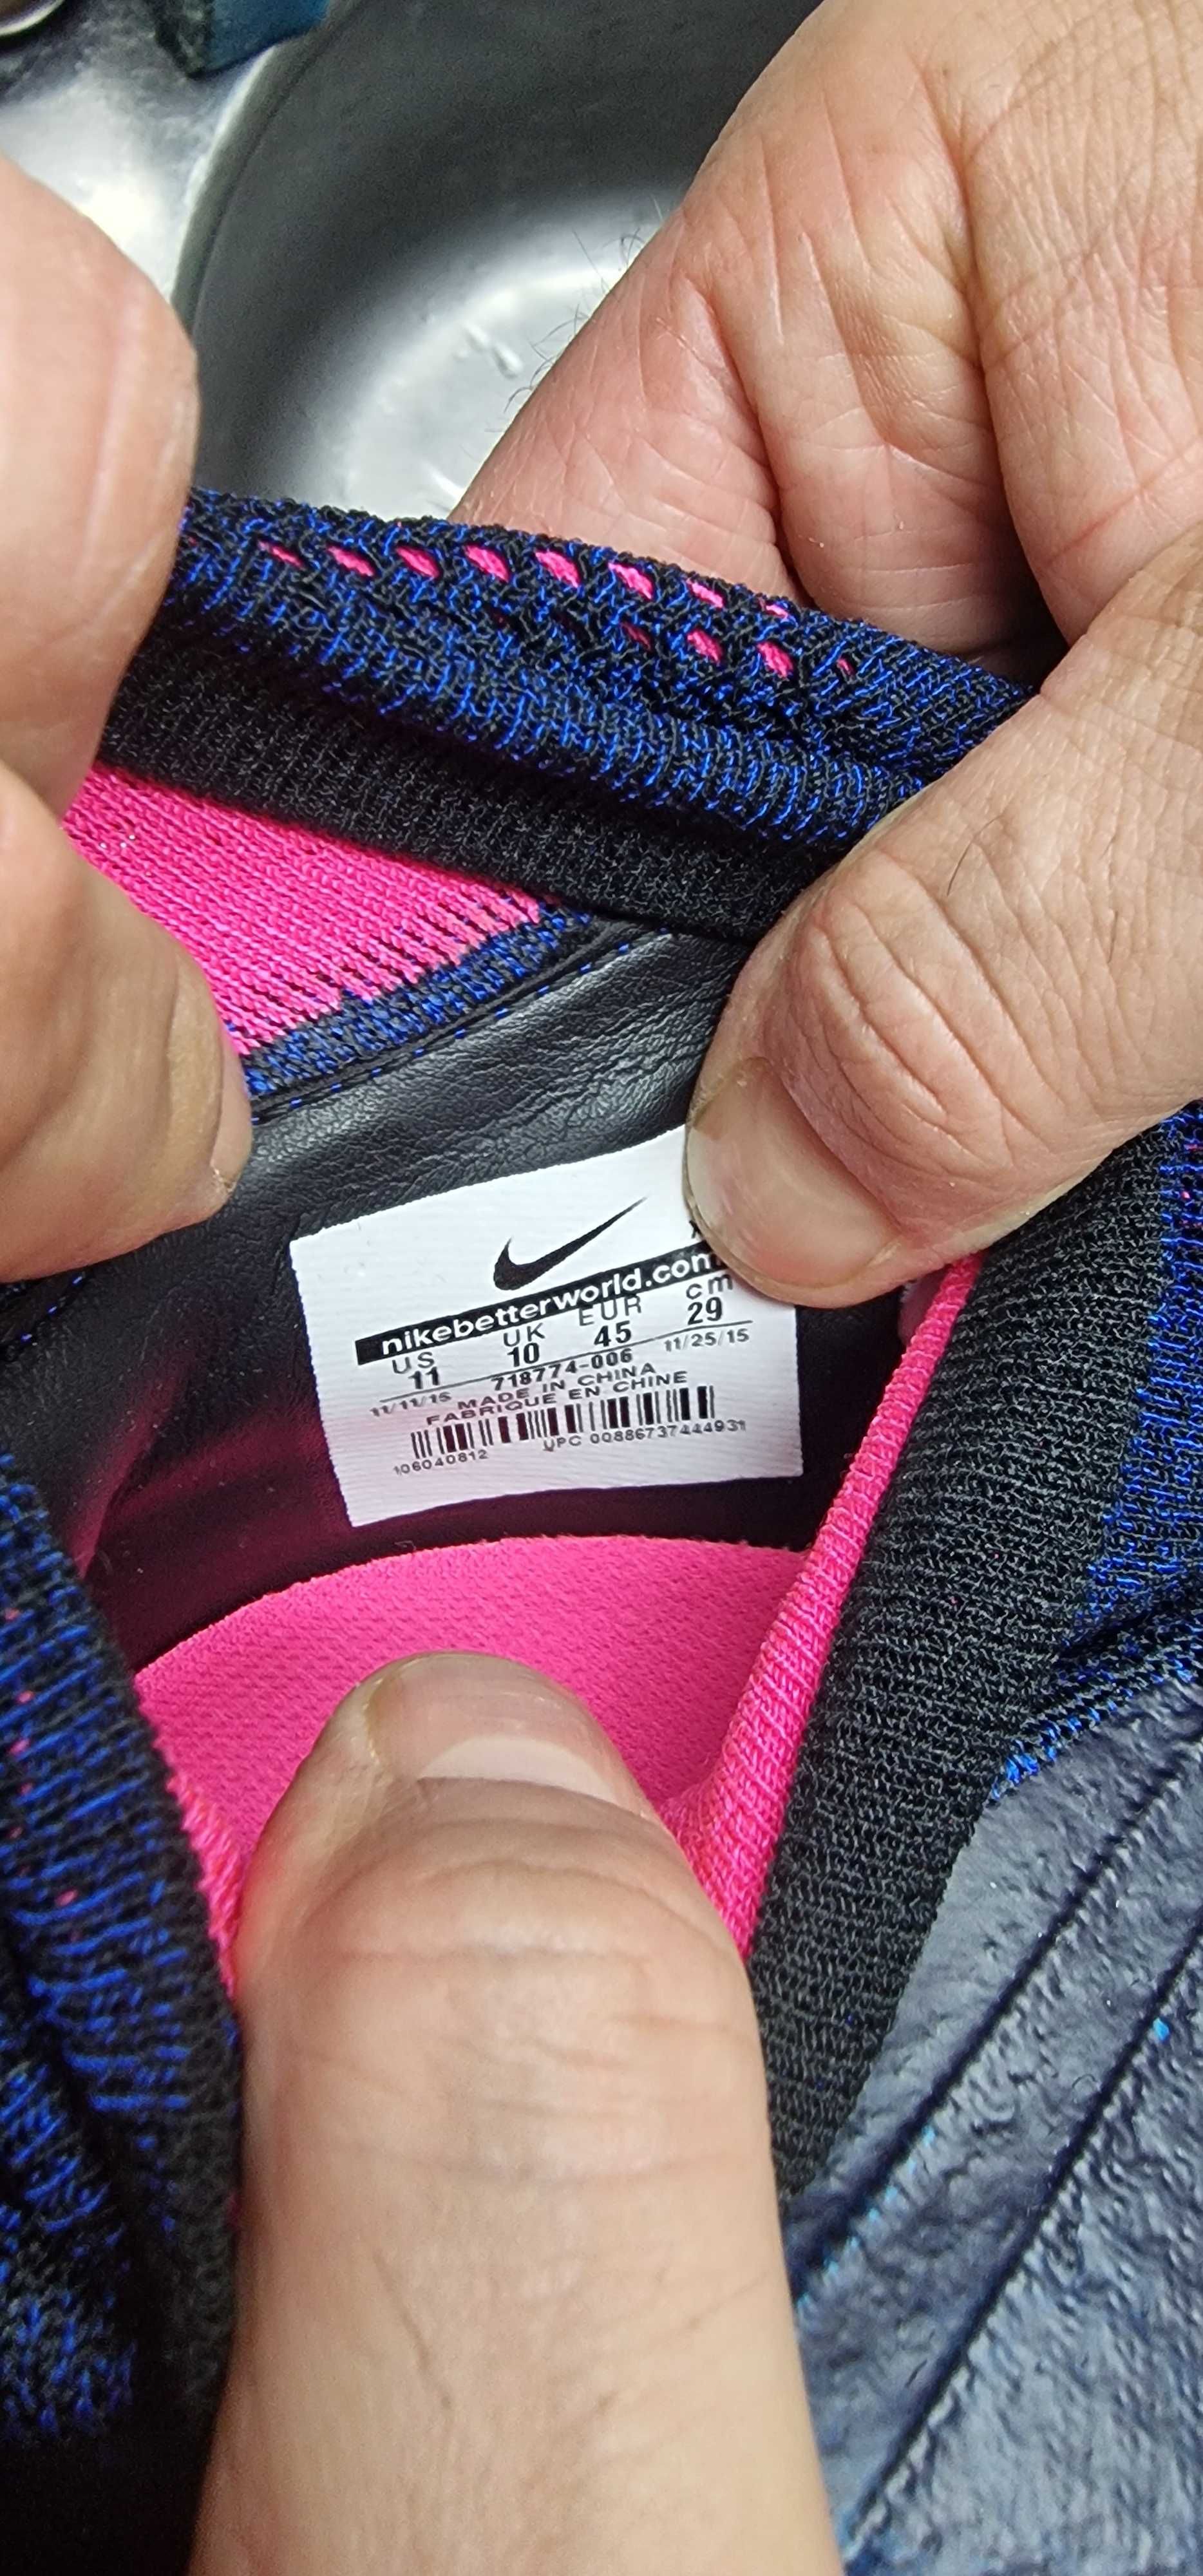 nikebetterworld.com
US UK EUR cm
11 10 45 29
11/11/15 718774-006 11/25/15
MADE IN CHINA
FABRIQUE EN CHINE
106040812 UPC 00886737444931